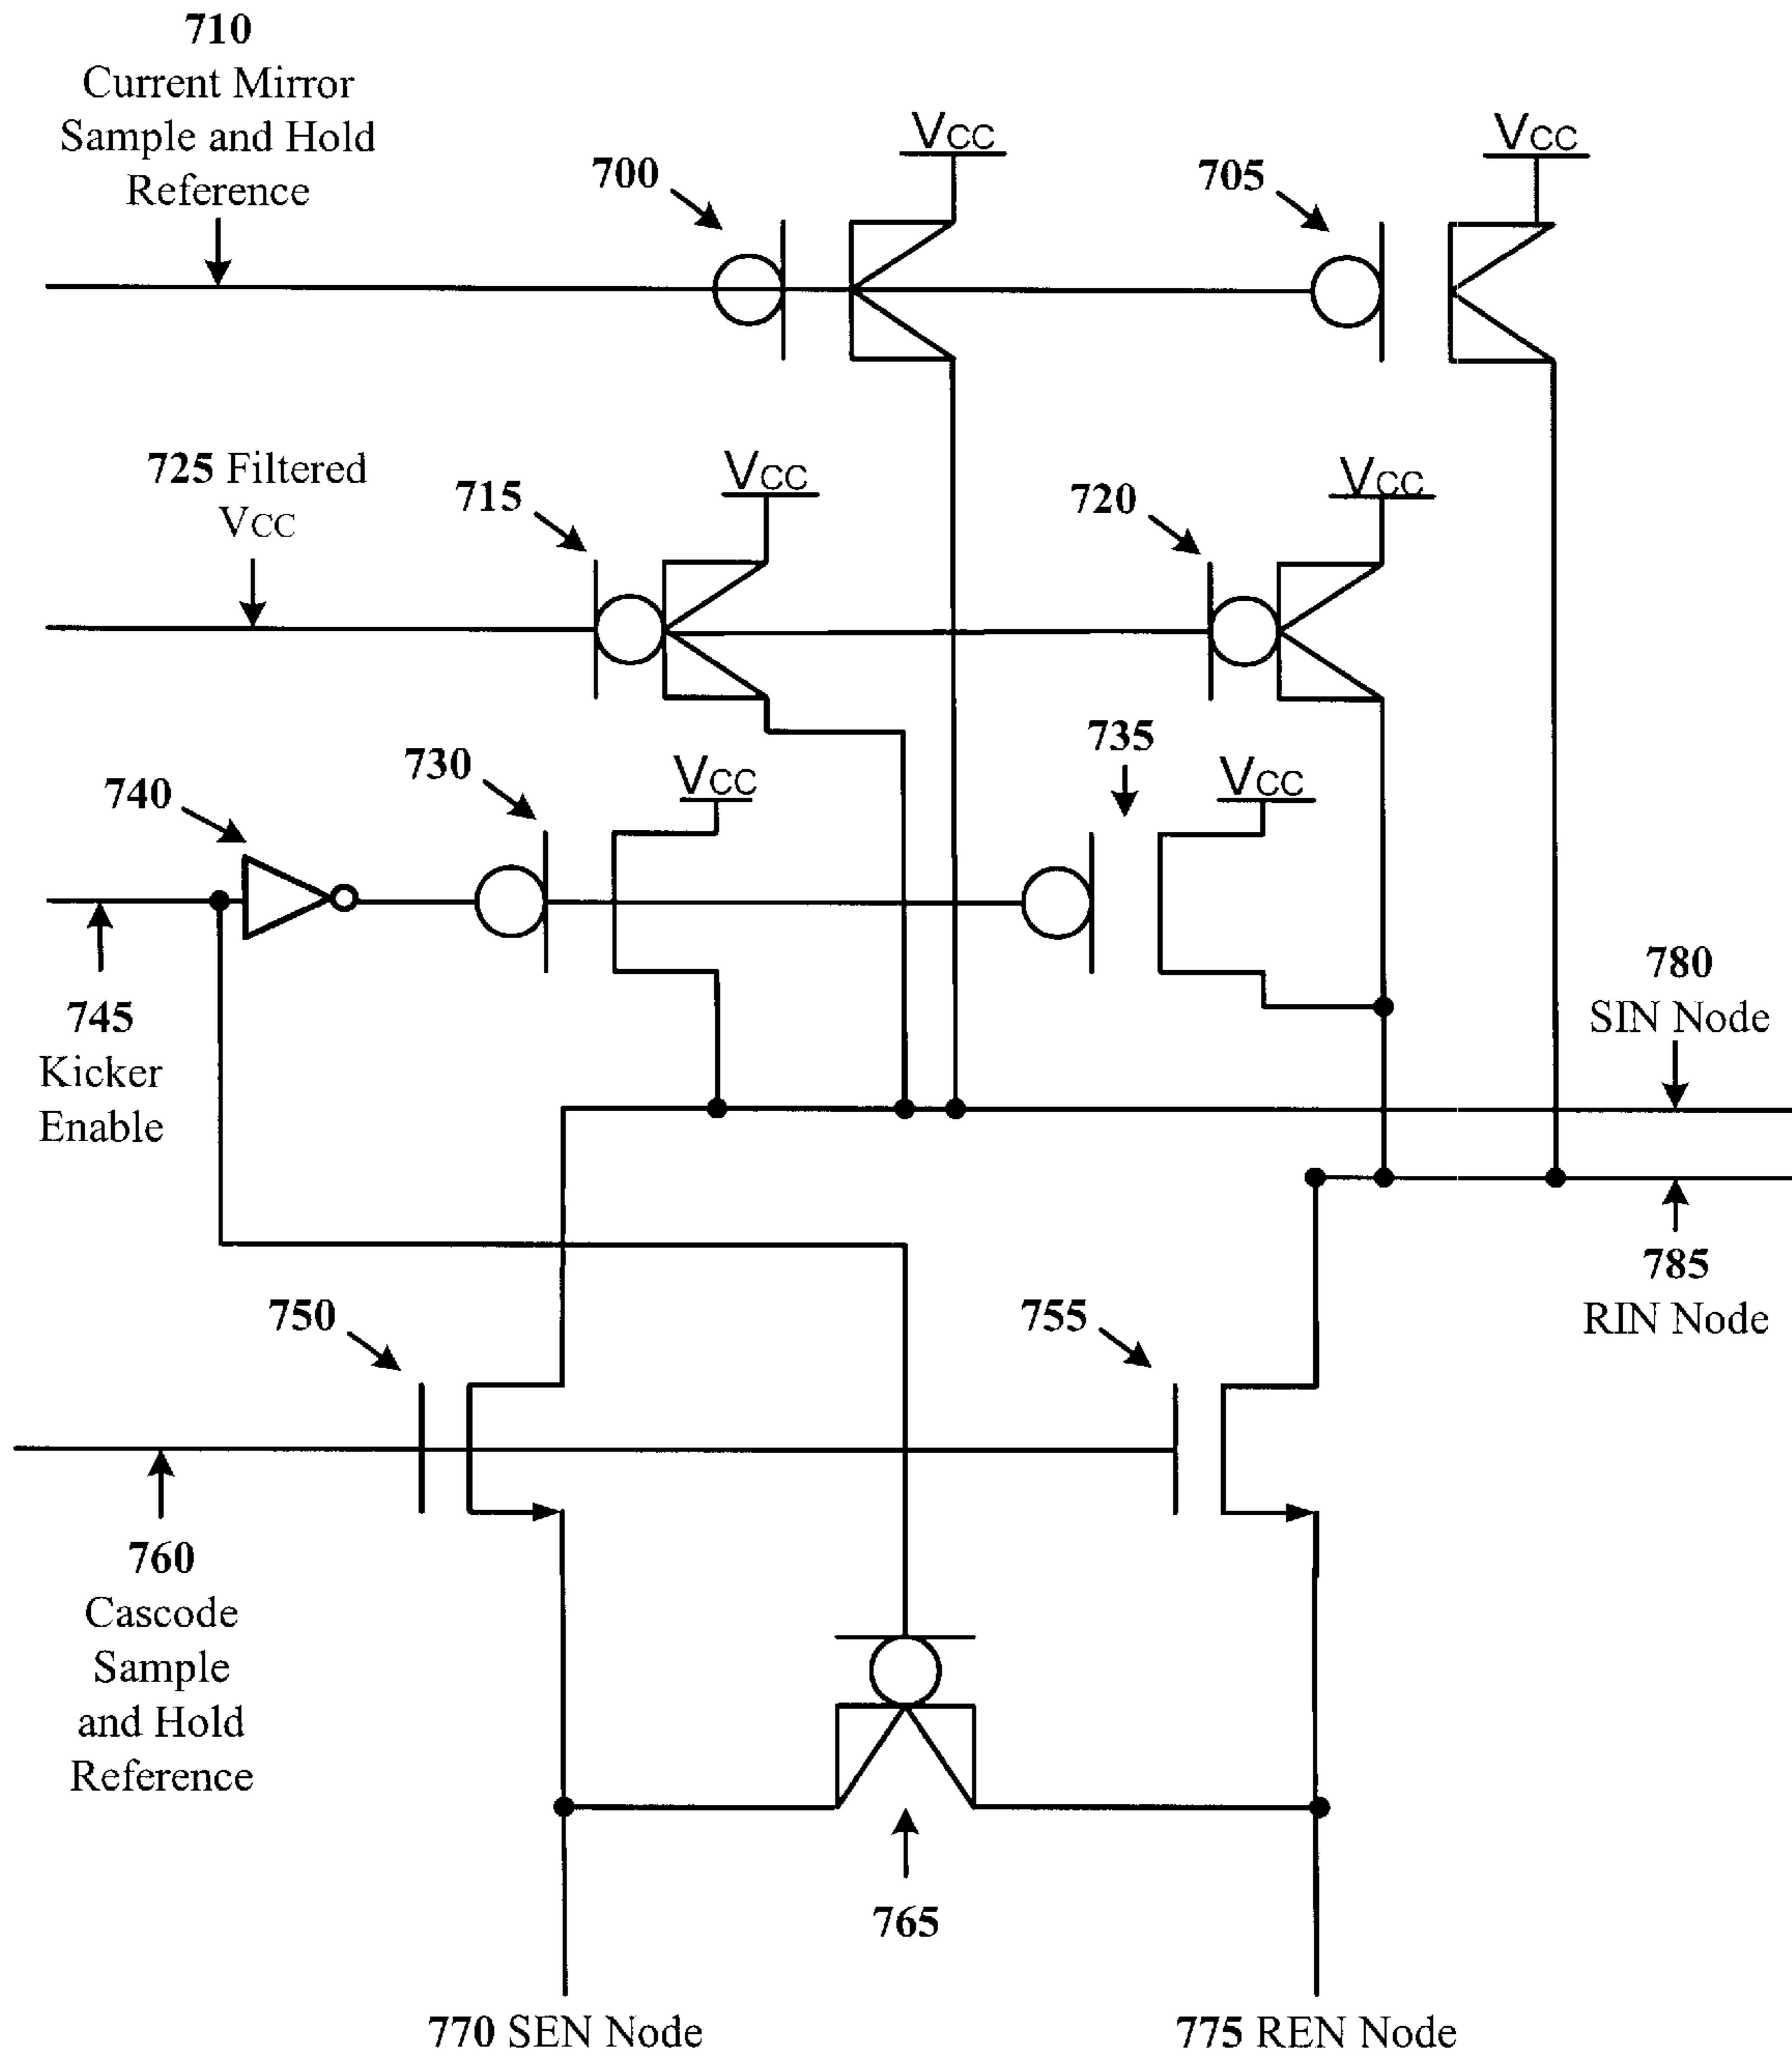 710
Current Mirror
Sample and Hold
Reference
700
VCC
705
VCC
725 Filtered
VCC
715
VCC
720
VCC
740
730
VCC
735
VCC
745
Kicker
Enable
780
SIN Node
785
RIN Node
750
755
760
Cascode
Sample
and Hold
Reference
765
770 SEN Node
775 REN Node